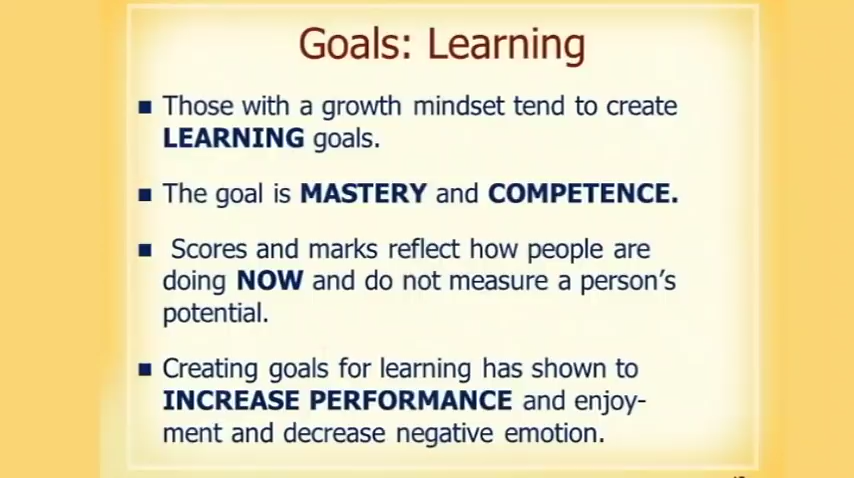 Goals: Learning
Those with a growth mindset tend to create
LEARNING goals.
The goal is MASTERY and COMPETENCE.
Scores and marks reflect how people are
doing NOW and do not measure a person's
potential.
Creating goals for learning has shown to
INCREASE PERFORMANCE and enjoy-
ment and decrease negative emotion.